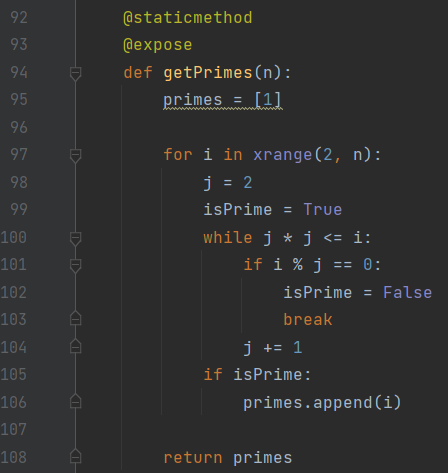 92 @staticmethod
93 @expose
94 def getPrimes(n):
95 primes = [1]
96
97 for i in xrange(2, n):
98 j = 2
99 isPrime = True
100 while j * j <= i:
101 if i % j == 0:
102 isPrime = False
103 break
104 j += 1
105 if isPrime:
106 primes.append(i)
107
108 return primes